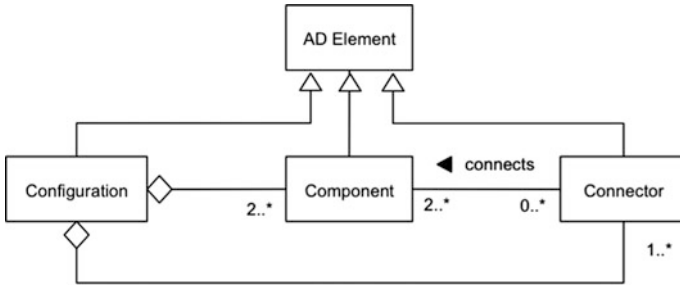 AD Element
◀ connects
Configuration
Component
Connector
2..*
2..*
0..*
1..*